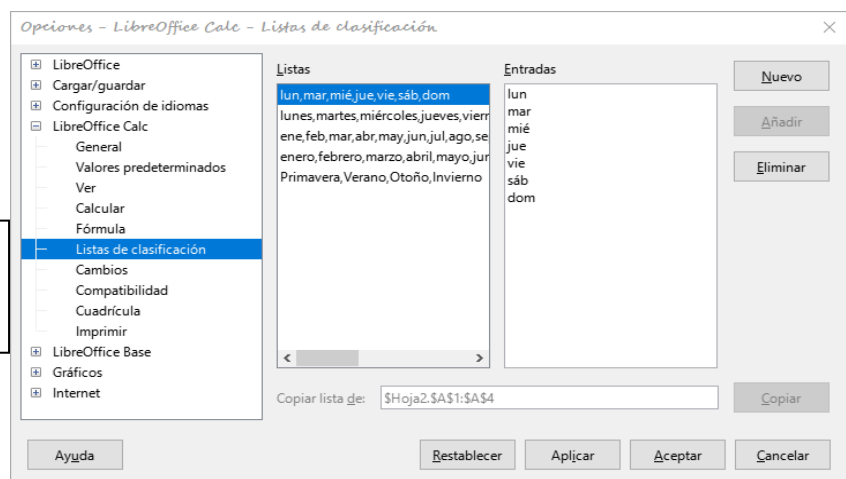 Opciones - LibreOffice Calc - Listas de clasificación
LibreOffice
Cargar/guardar
Configuración de idiomas
LibreOffice Calc
General
Valores predeterminados
Ver
Calcular
Fórmula
Listas de clasificación
Cambios
Compatibilidad
Cuadrícula
Imprimir
LibreOffice Base
Gráficos
Internet
Listas
lun,mar,mié,jue,vie,sáb,dom
lunes,martes,miércoles,jueves,vierr
ene,feb,mar,abr,may,jun,jul,ago,se
enero,febrero,marzo,abril,mayo,jur
Primavera,Verano,Otoño,Invierno
Entradas
lun
mar
mié
jue
vie
sáb
dom
Nuevo
Añadir
Eliminar
Copiar lista de: $Hoja2.$A$1:$A$4
Copiar
Ayuda
Restablecer
Aplicar
Aceptar
Cancelar